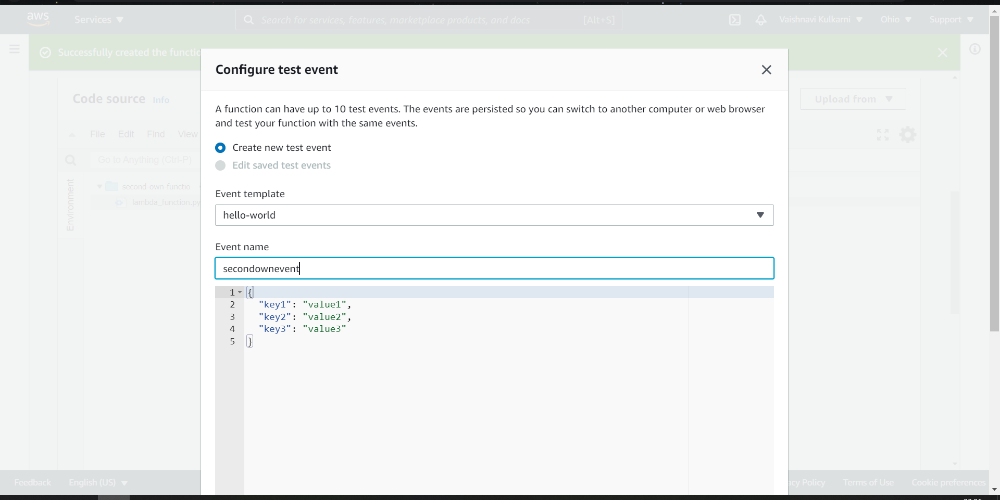 aws
Services
Search for services, features, marketplace products, and docs [Alt+S]
Vaishnavi Kulkarni
Ohio
Support
Successfully created the functio
Configure test event
Code source Info
Upload from
A function can have up to 10 test events. The events are persisted so you can switch to another computer or web browser
and test your function with the same events.
File Edit Find View
Create new test event
Go to Anything (Ctrl-P)
Edit saved test events
Environment
second-own-functio
lambda_function.py
Event template
hello-world
Event name
secondownevent
1 {
2 "key1": "value1",
3 "key2": "value2",
4 "key3": "value3"
5 }
Feedback English (US)
acy Policy Terms of Use Cookie preferences